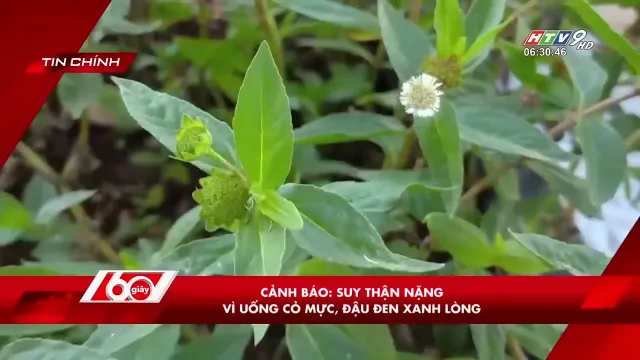 TIN CHÍNH
HTV9 HD
06:30:46
60 giây
CẢNH BÁO: SUY THẬN NẶNG
VÌ UỐNG CỎ MỰC, ĐẬU ĐEN XANH LÒNG